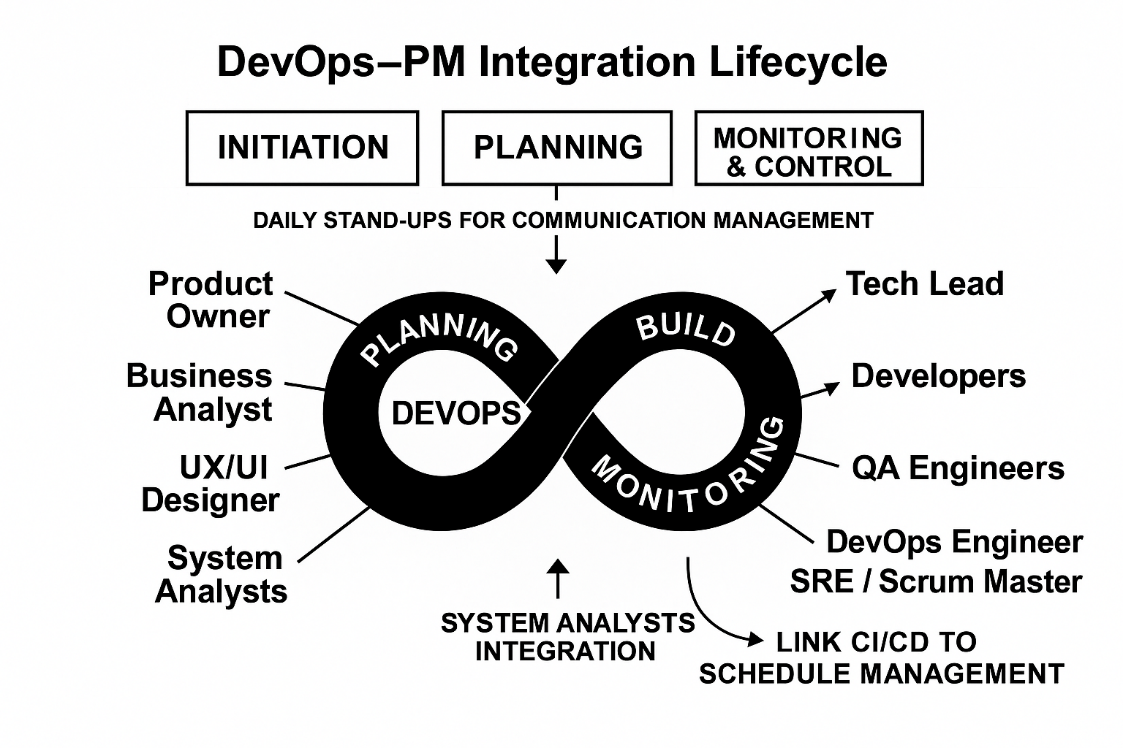 DevOps–PM Integration Lifecycle
INITIATION
PLANNING
MONITORING
& CONTROL
DAILY STAND-UPS FOR COMMUNICATION MANAGEMENT
Product
Owner
Business
Analyst
UX/UI
Designer
System
Analysts
PLANNING
DEVOPS
BUILD
MONITORING
Tech Lead
Developers
QA Engineers
DevOps Engineer
SRE / Scrum Master
SYSTEM ANALYSTS
INTEGRATION
LINK CI/CD TO
SCHEDULE MANAGEMENT